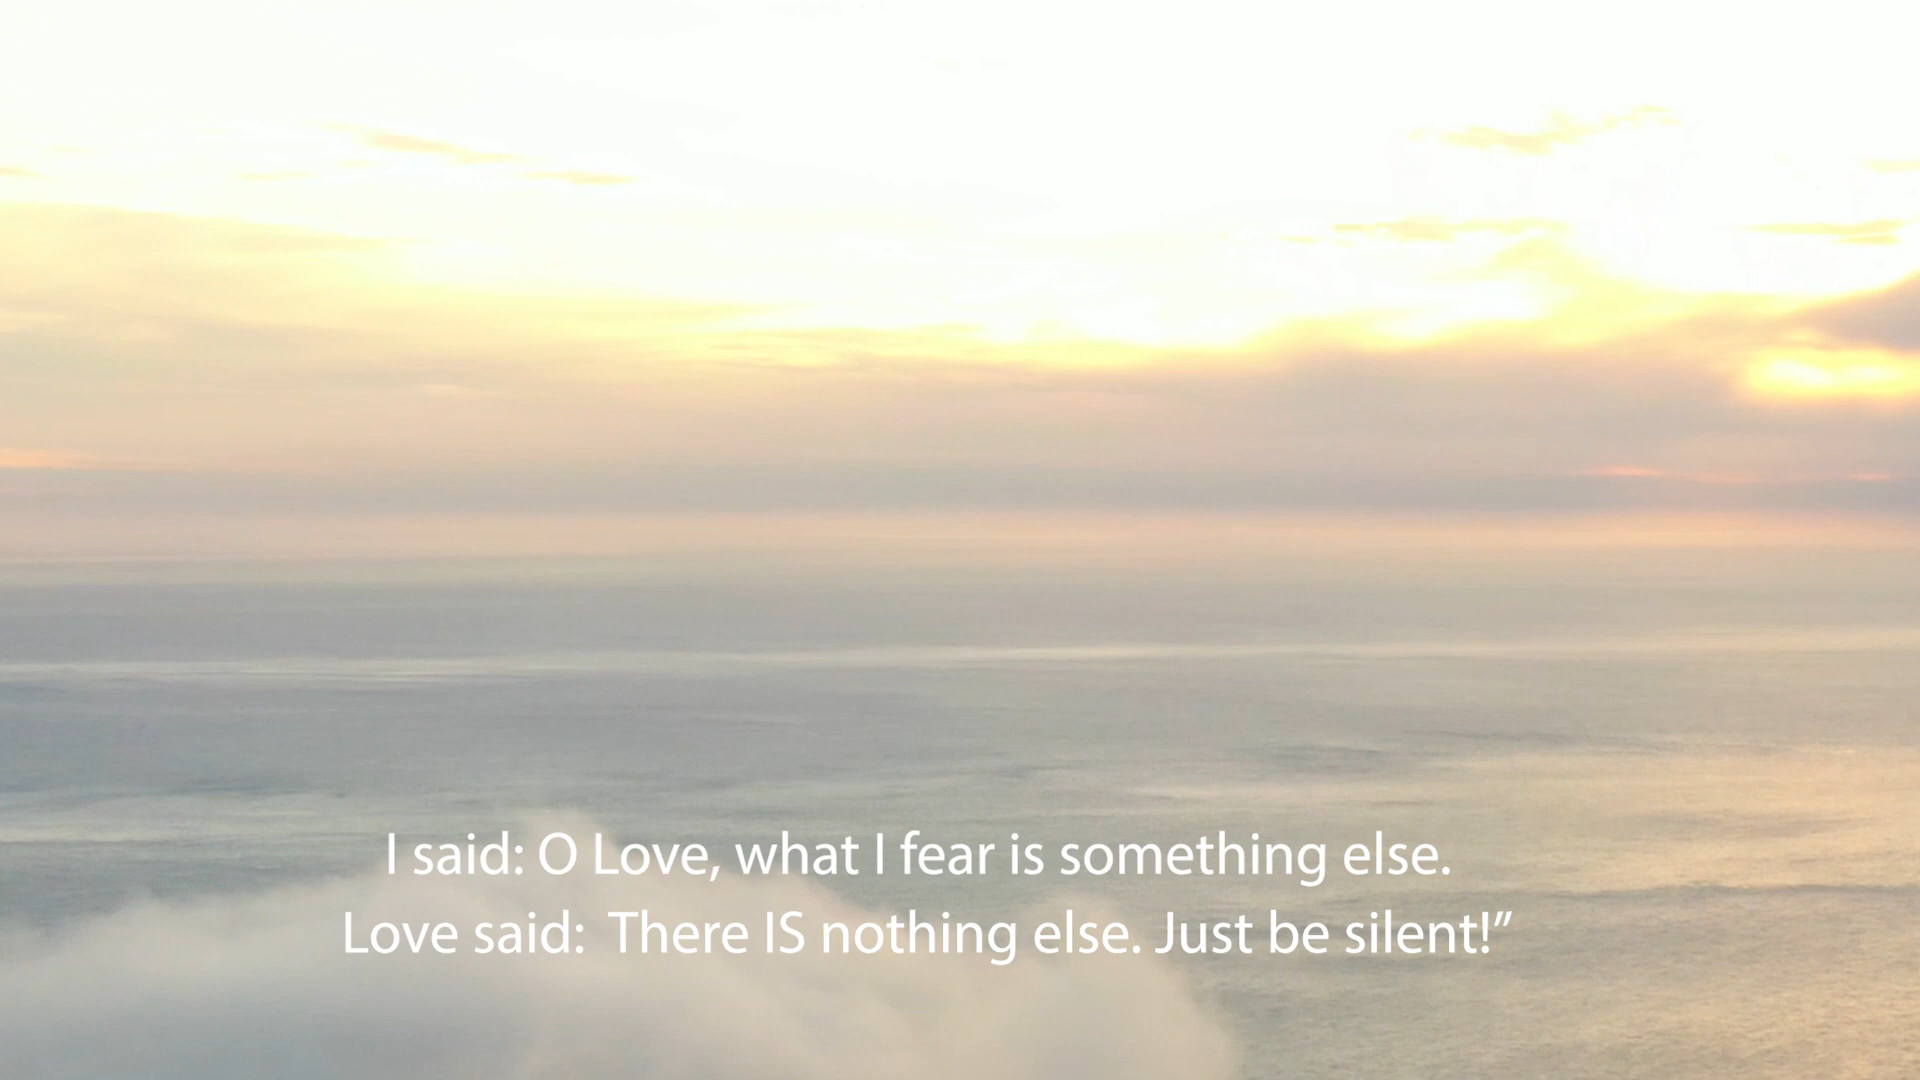 I said: O Love, what I fear is something else.
Love said:  There IS nothing else. Just be silent!”